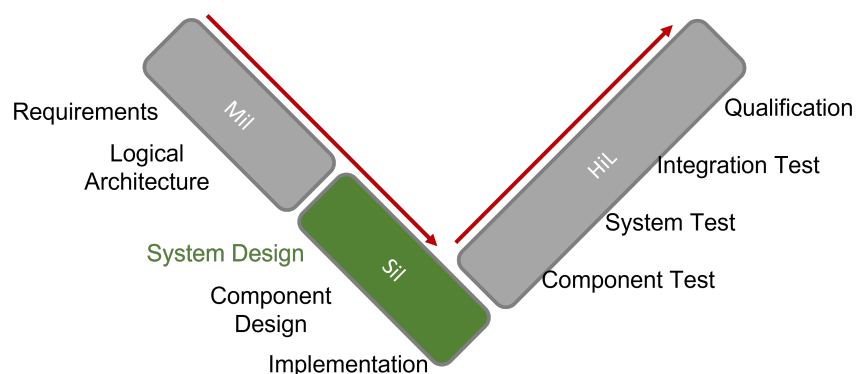 Requirements
Logical
Architecture
System Design
Component
Design
Implementation
Mil
Sil
HiL
Qualification
Integration Test
System Test
Component Test